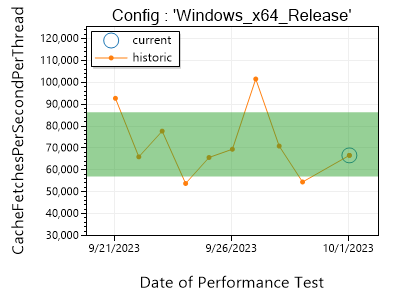 Config : 'Windows_x64_Release'
CacheFetchesPerSecondPerThread
120,000
110,000
100,000
90,000
80,000
70,000
60,000
50,000
40,000
30,000
current
historic
9/21/2023
9/26/2023
10/1/2023
Date of Performance Test